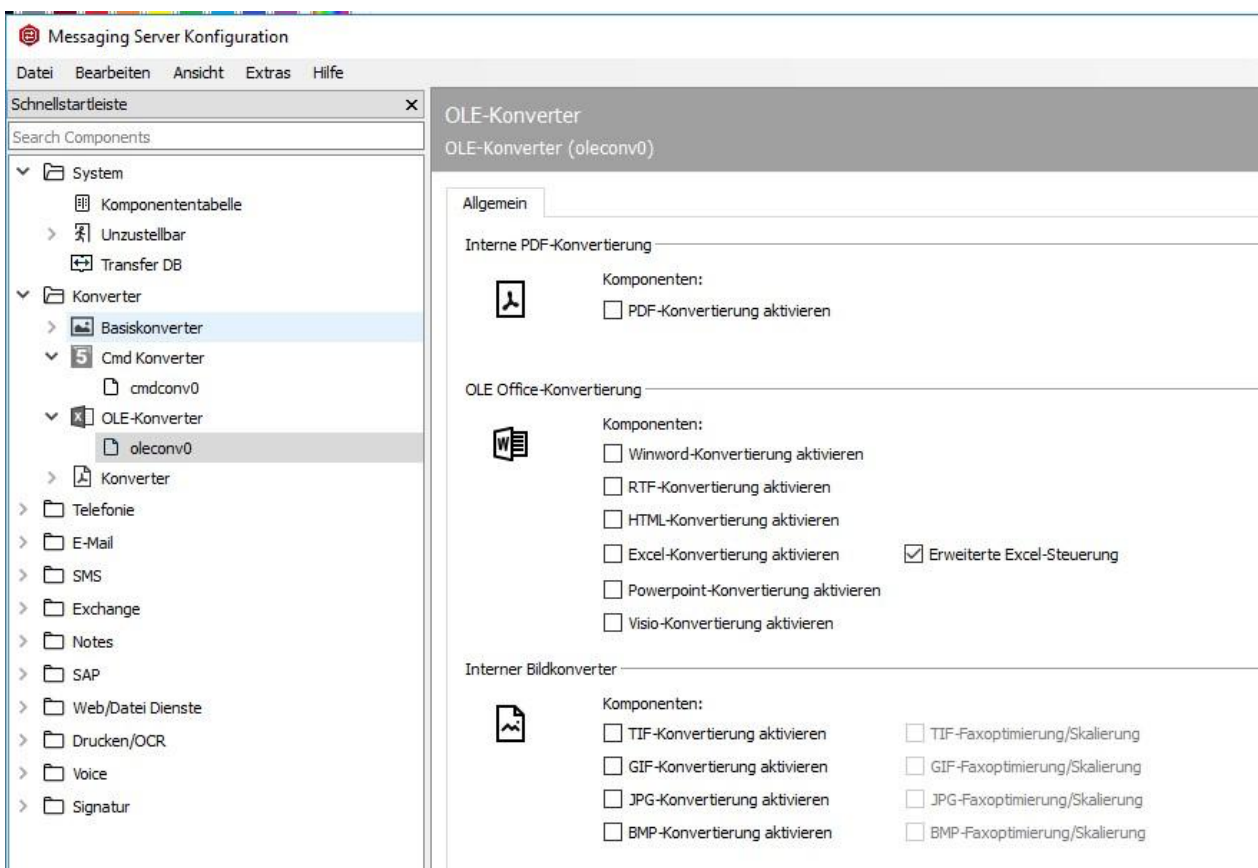 Messaging Server Konfiguration
Datei Bearbeiten Ansicht Extras Hilfe
Schnellstartleiste
Search Components
System
Komponententabelle
Unzustellbar
Transfer DB
Konverter
Basiskonverter
Cmd Konverter
cmdconv0
OLE-Konverter
oleconv0
Konverter
Telefonie
E-Mail
SMS
Exchange
Notes
SAP
Web/Datei Dienste
Drucken/OCR
Voice
Signatur
OLE-Konverter
OLE-Konverter (oleconv0)
Allgemein
Interne PDF-Konvertierung
Komponenten:
PDF-Konvertierung aktivieren
OLE Office-Konvertierung
Komponenten:
Winword-Konvertierung aktivieren
RTF-Konvertierung aktivieren
HTML-Konvertierung aktivieren
Excel-Konvertierung aktivieren Erweiterte Excel-Steuerung
Powerpoint-Konvertierung aktivieren
Visio-Konvertierung aktivieren
Interner Bildkonverter
Komponenten:
TIF-Konvertierung aktivieren TIF-Faxoptimierung/Skalierung
GIF-Konvertierung aktivieren GIF-Faxoptimierung/Skalierung
JPG-Konvertierung aktivieren JPG-Faxoptimierung/Skalierung
BMP-Konvertierung aktivieren BMP-Faxoptimierung/Skalierung